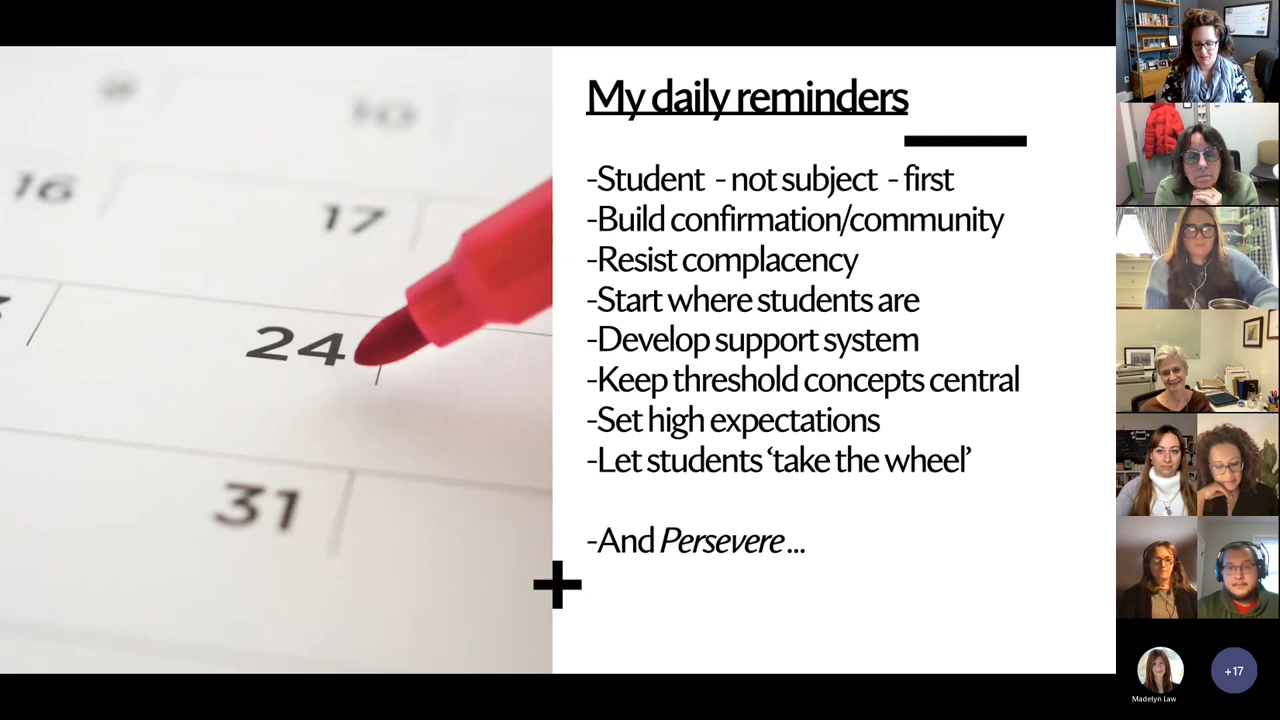 My daily reminders
-Student - not subject - first
-Build confirmation/community
-Resist complacency
-Start where students are
-Develop support system
-Keep threshold concepts central
-Set high expectations
-Let students ‘take the wheel’
-And Persevere ...
10
16
17
24
31
+17
Madelyn Law